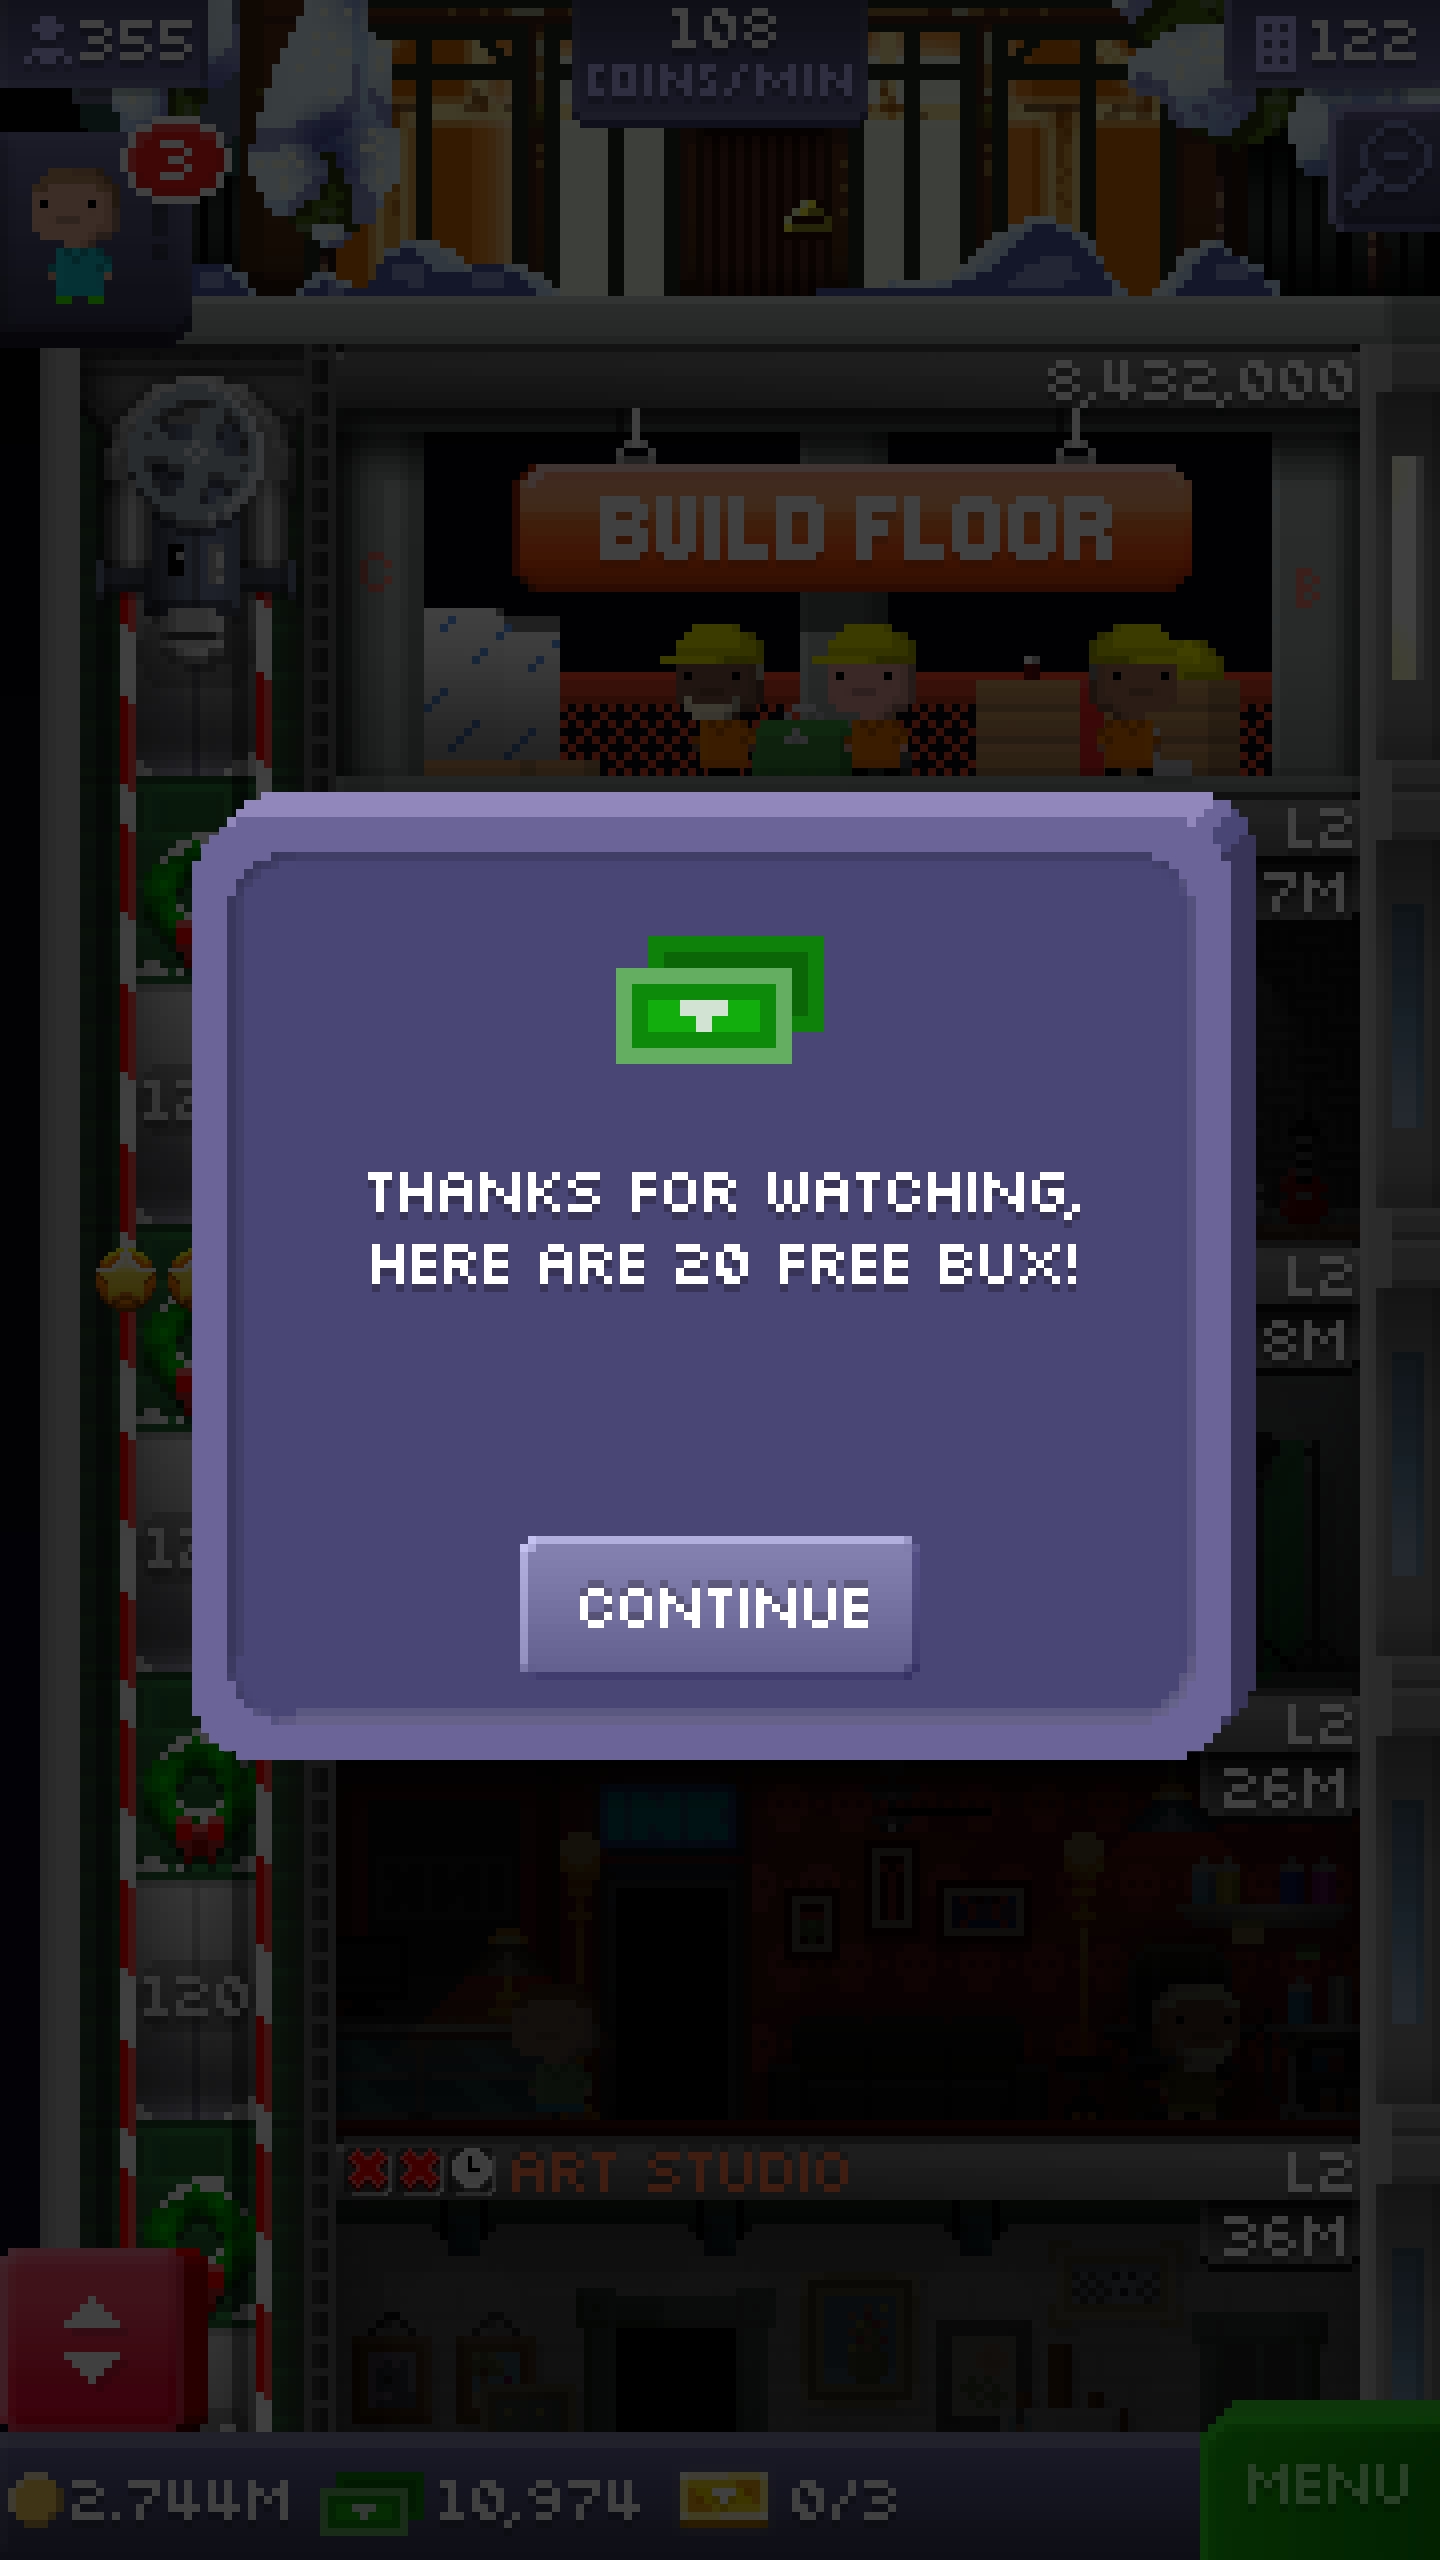 355
108
COINS/MIN
122
3
8,432,000
BUILD FLOOR
C
B
L2
7M
THANKS FOR WATCHING,
HERE ARE 20 FREE BUX!
L2
8M
CONTINUE
L2
26M
INK
120
ART STUDIO
L2
36M
2.744M
10,974
0/3
MENU